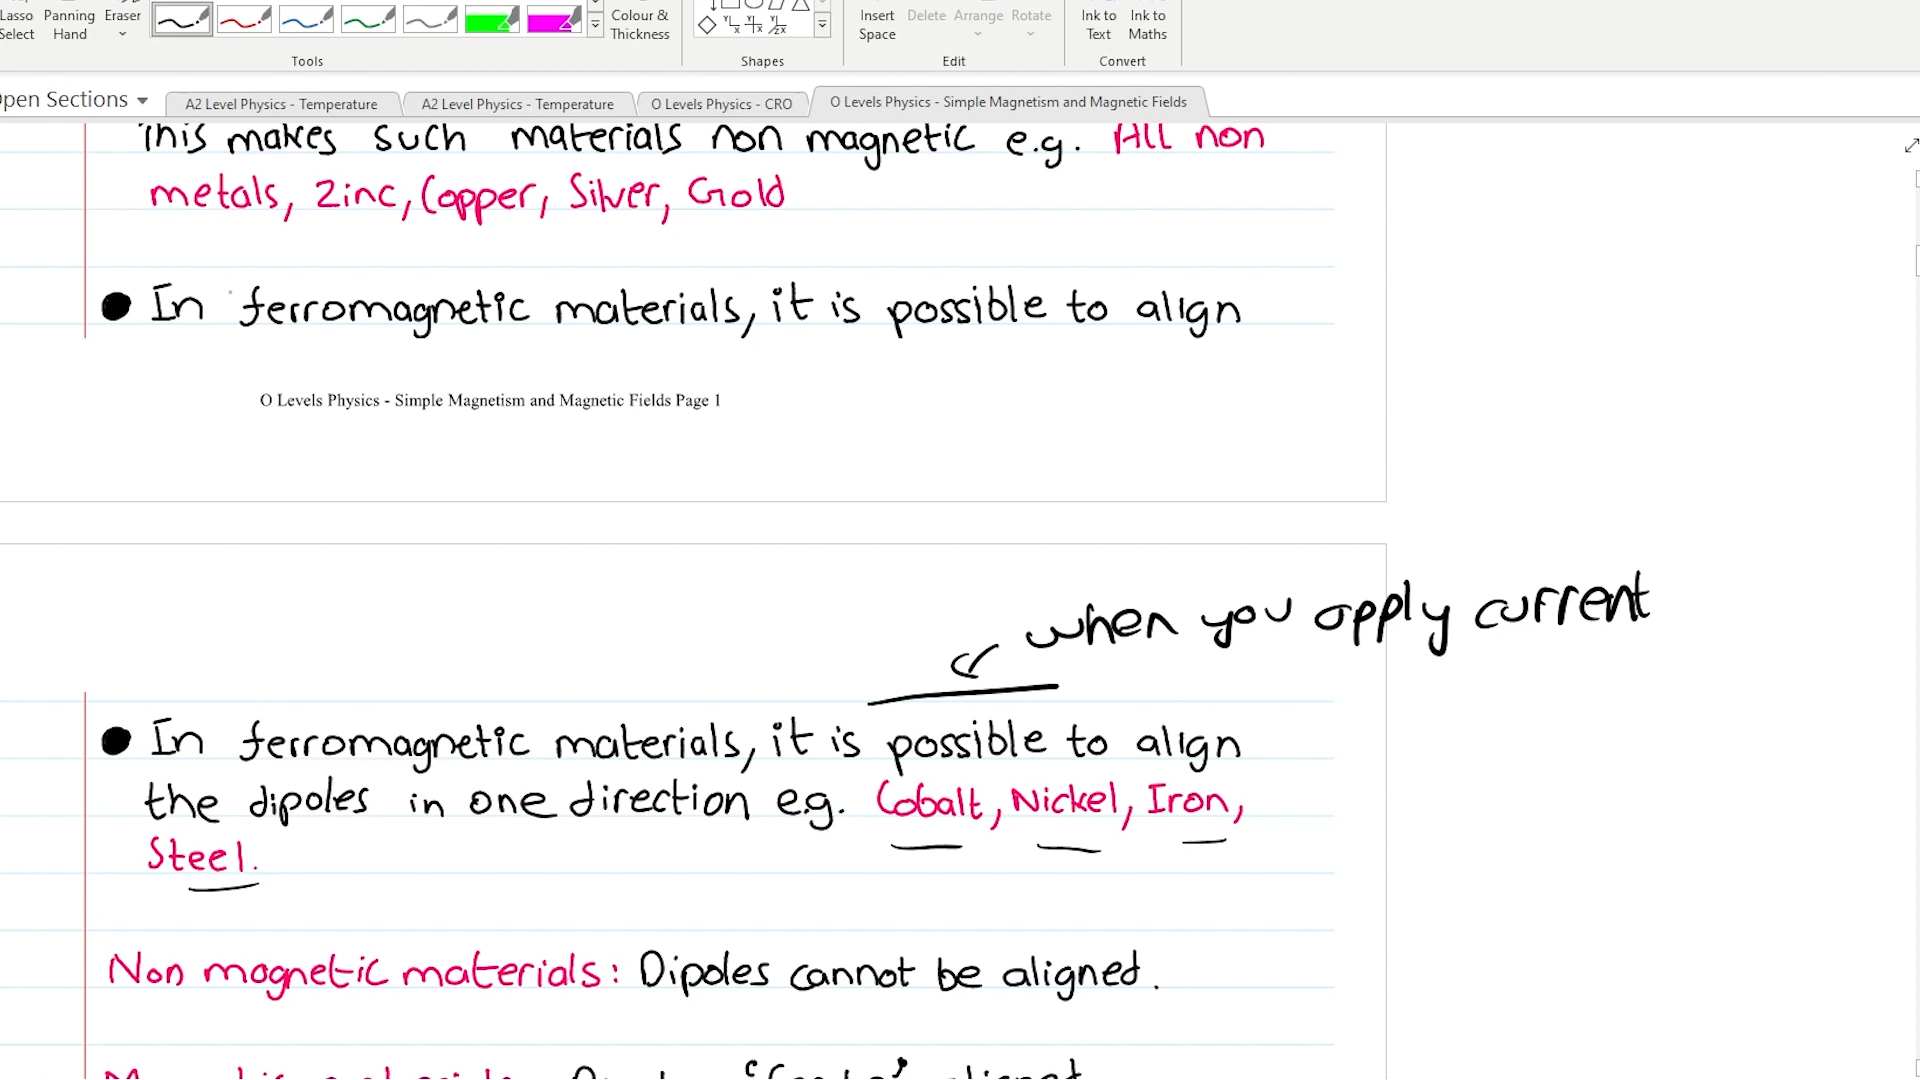 Lasso Panning Eraser Colour & Insert Delete Arrange Rotate Ink to Ink to
Select Hand Thickness Space Text Maths
Tools Shapes Edit Convert
Open Sections A2 Level Physics - Temperature A2 Level Physics - Temperature O Levels Physics - CRO O Levels Physics - Simple Magnetism and Magnetic Fields
This makes such materials non magnetic e.g. All non
metals, Zinc, Copper, Silver, Gold
● In ferromagnetic materials, it is possible to align
O Levels Physics - Simple Magnetism and Magnetic Fields Page 1
when you apply current
● In ferromagnetic materials, it is possible to align
the dipoles in one direction e.g. Cobalt, Nickel, Iron,
Steel.
Non magnetic materials: Dipoles cannot be aligned.